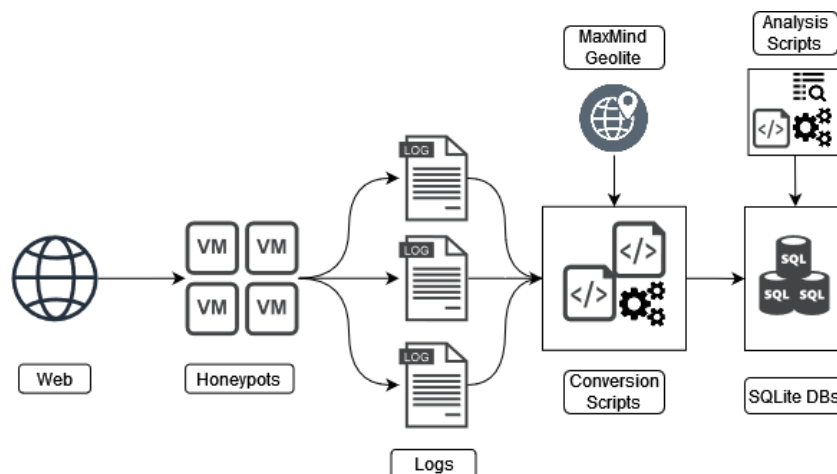 MaxMind
Geolite
Analysis
Scripts
LOG
VM VM
LOG
VM VM
SQL
SQL SQL
LOG
Web
Honeypots
Conversion
Scripts
SQLite DBs
Logs